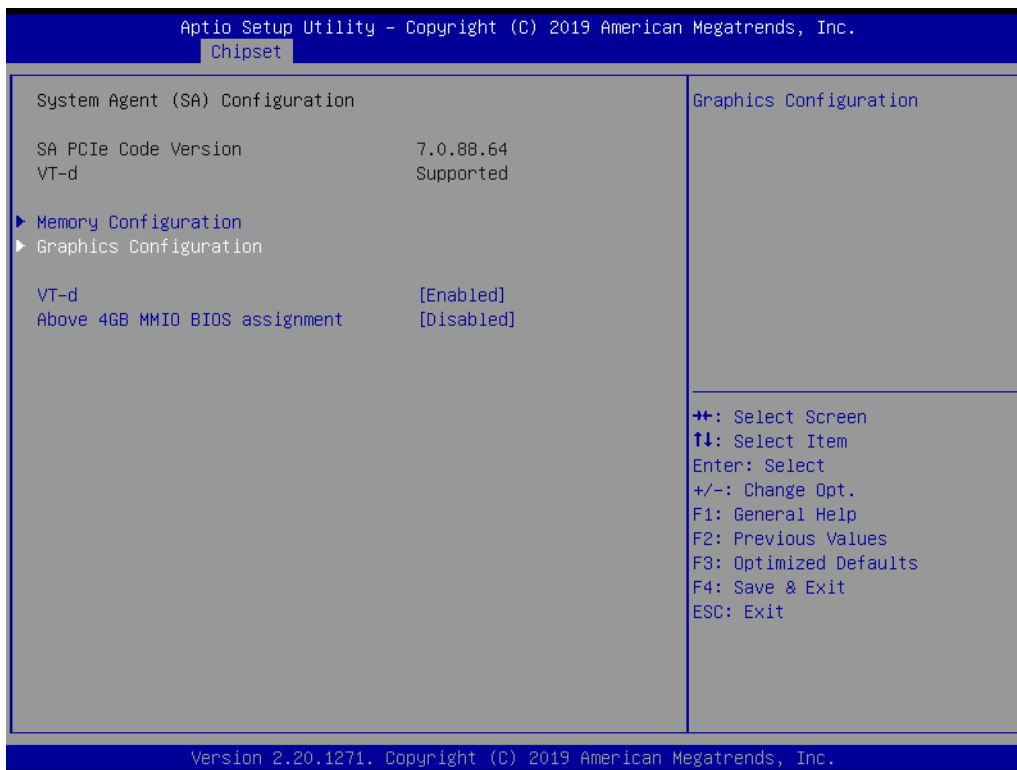 Aptio Setup Utility – Copyright (C) 2019 American Megatrends, Inc.
Chipset
System Agent (SA) Configuration
SA PCIe Code Version 7.0.88.64
VT-d Supported
Memory Configuration
Graphics Configuration
VT-d [Enabled]
Above 4GB MMIO BIOS assignment [Disabled]
Graphics Configuration
→←: Select Screen
↑↓: Select Item
Enter: Select
+/-: Change Opt.
F1: General Help
F2: Previous Values
F3: Optimized Defaults
F4: Save & Exit
ESC: Exit
Version 2.20.1271. Copyright (C) 2019 American Megatrends, Inc.